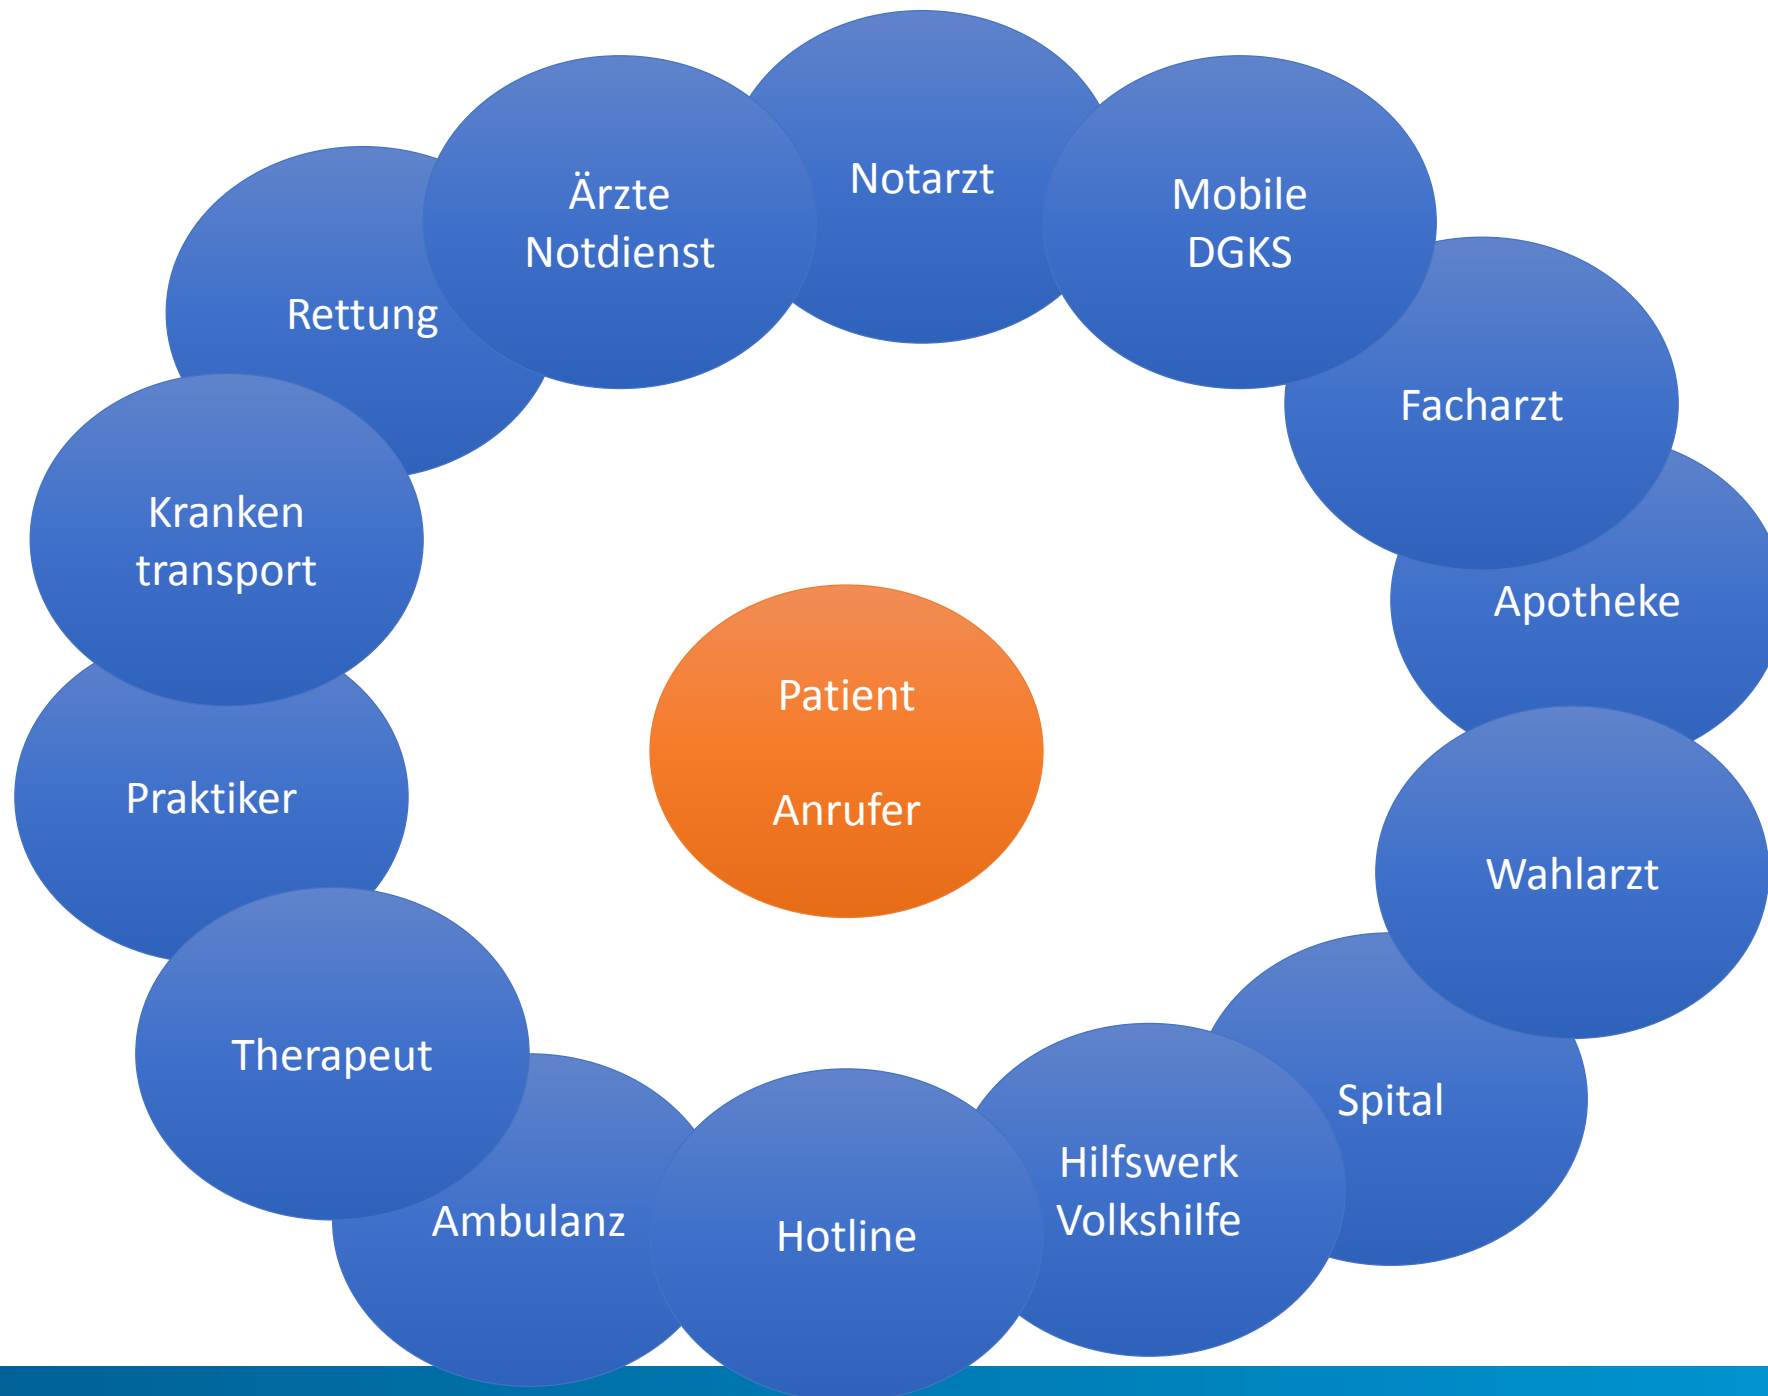 Notarzt
Ärzte
Notdienst
Mobile
DGKS
Rettung
Facharzt
Kranken
transport
Apotheke
Patient
Anrufer
Praktiker
Wahlarzt
Therapeut
Spital
Hilfswerk
Volkshilfe
Ambulanz
Hotline